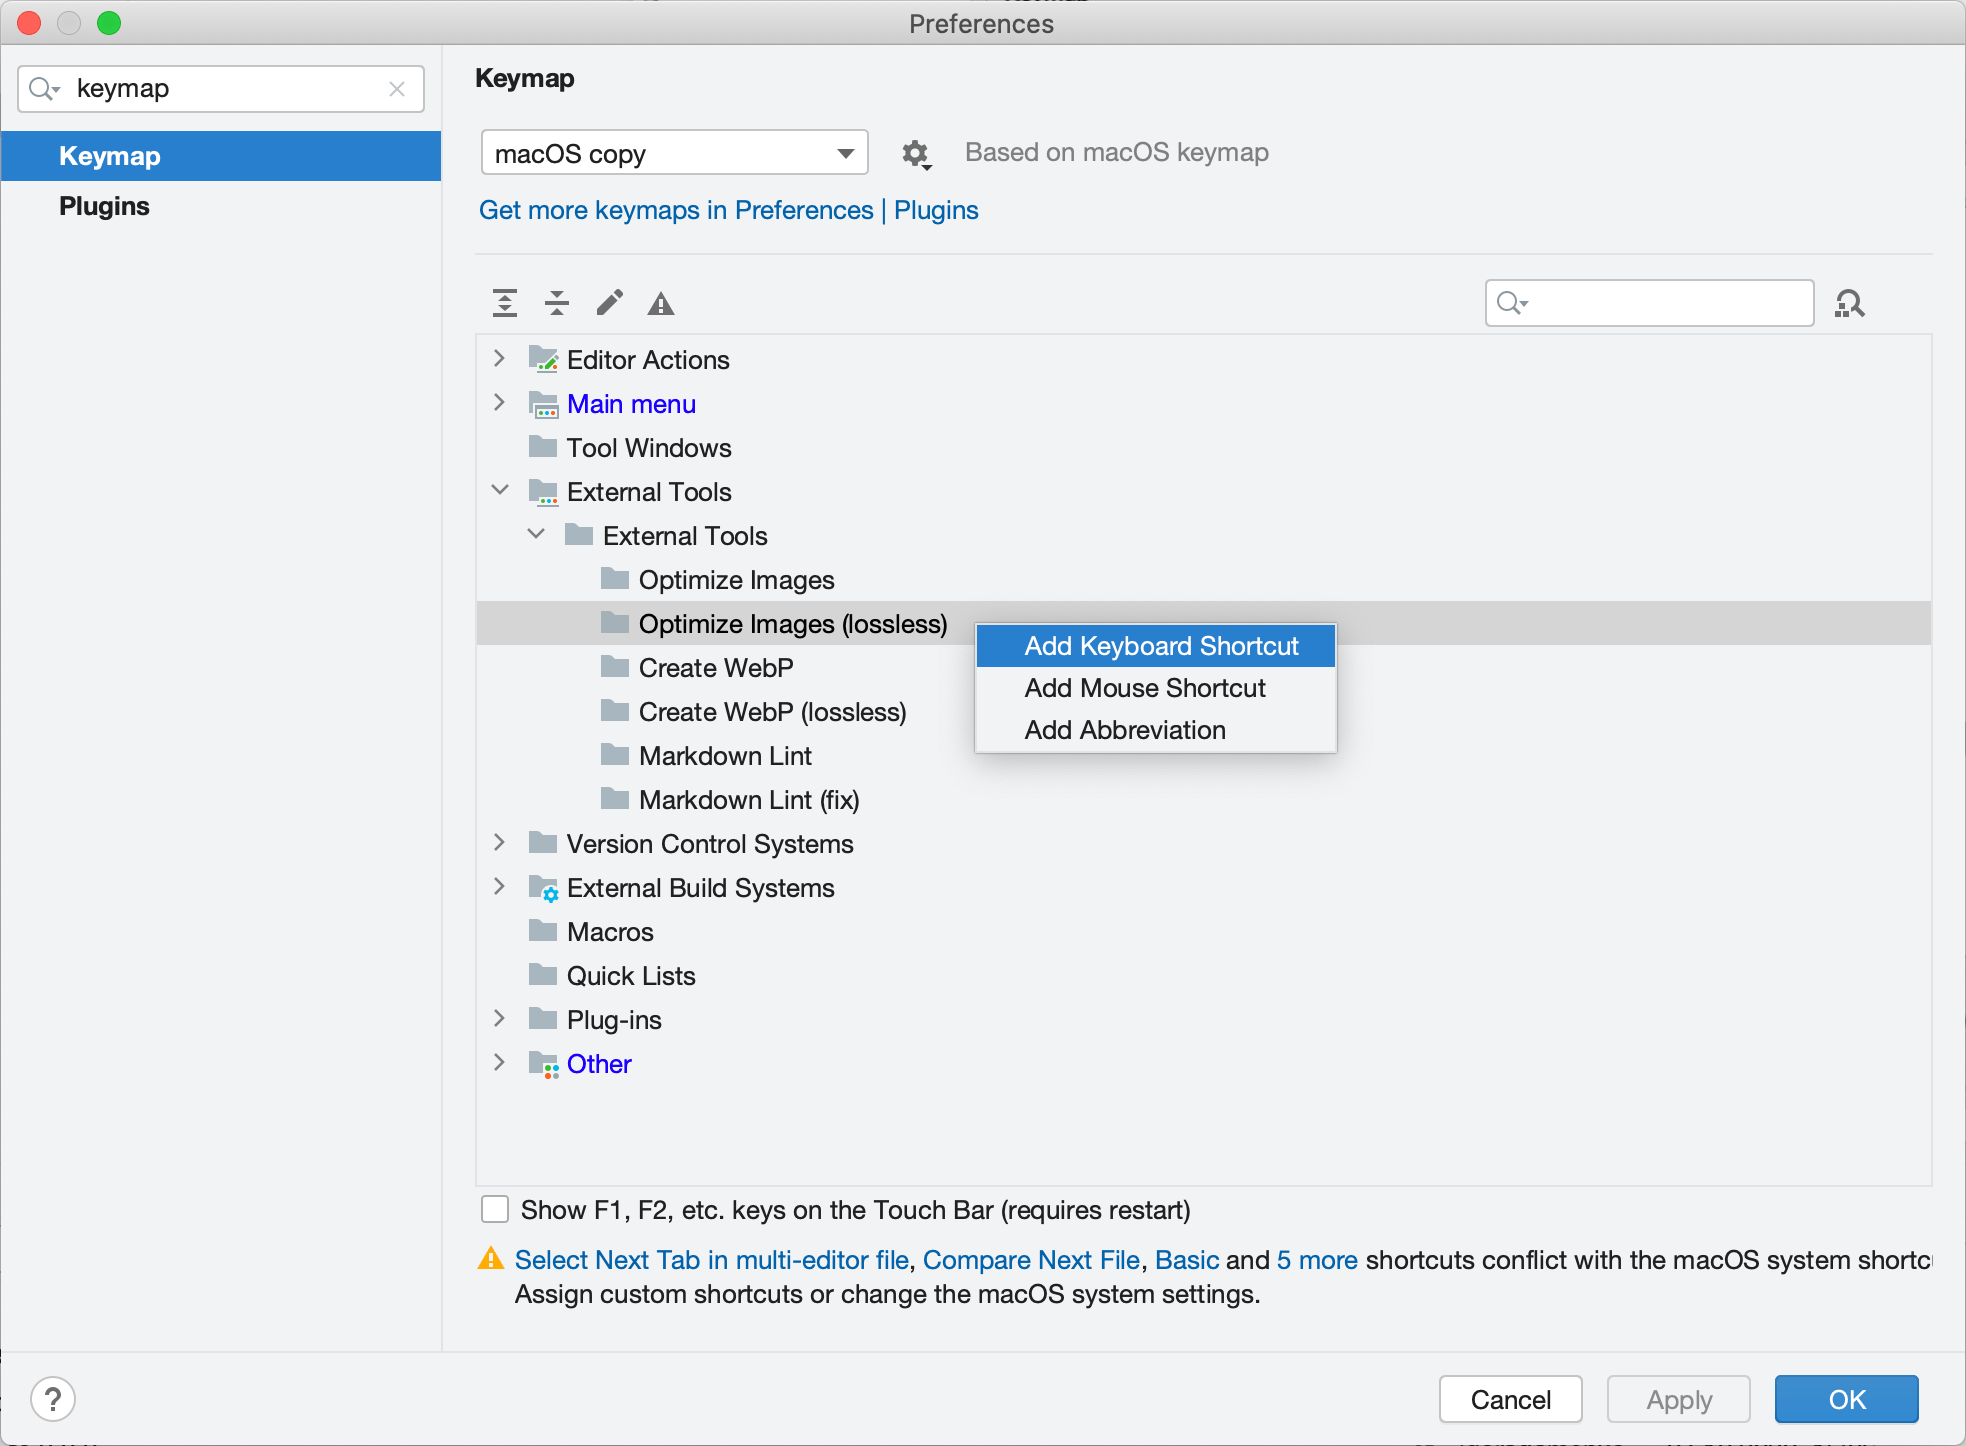 Preferences
keymap
Keymap
Plugins
Keymap
macOS copy
Based on macOS keymap
Get more keymaps in Preferences | Plugins
Editor Actions
Main menu
Tool Windows
External Tools
External Tools
Optimize Images
Optimize Images (lossless)
Create WebP
Create WebP (lossless)
Markdown Lint
Markdown Lint (fix)
Version Control Systems
External Build Systems
Macros
Quick Lists
Plug-ins
Other
Add Keyboard Shortcut
Add Mouse Shortcut
Add Abbreviation
Show F1, F2, etc. keys on the Touch Bar (requires restart)
Select Next Tab in multi-editor file, Compare Next File, Basic and 5 more shortcuts conflict with the macOS system
Assign custom shortcuts or change the macOS system settings.
?
Cancel
Apply
OK